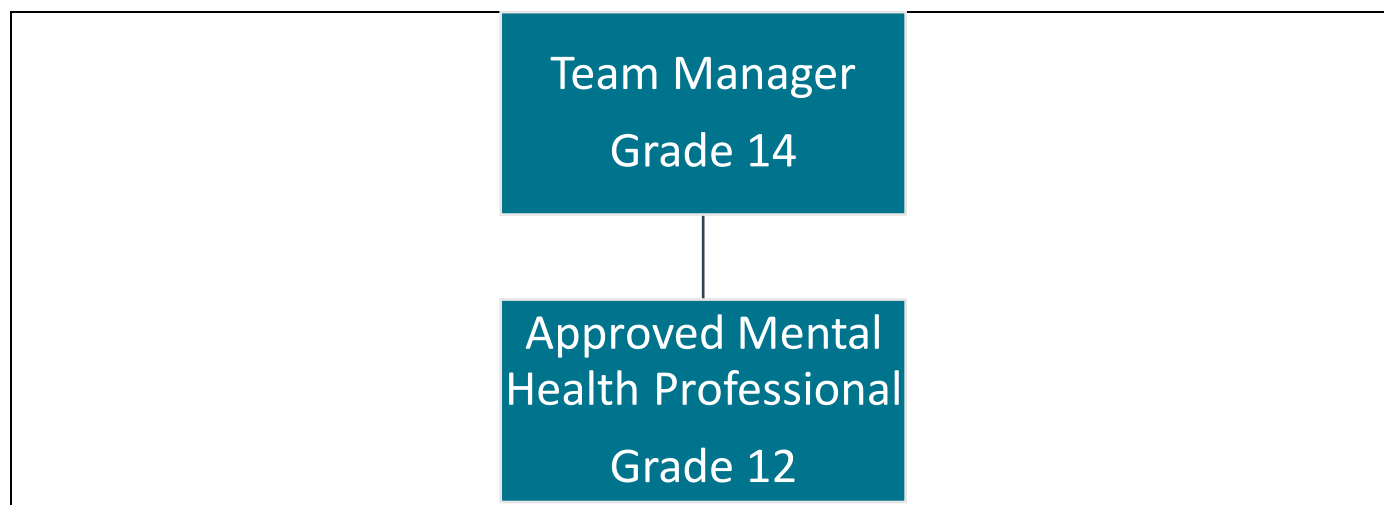 Team Manager
Grade 14
Approved Mental
Health Professional
Grade 12